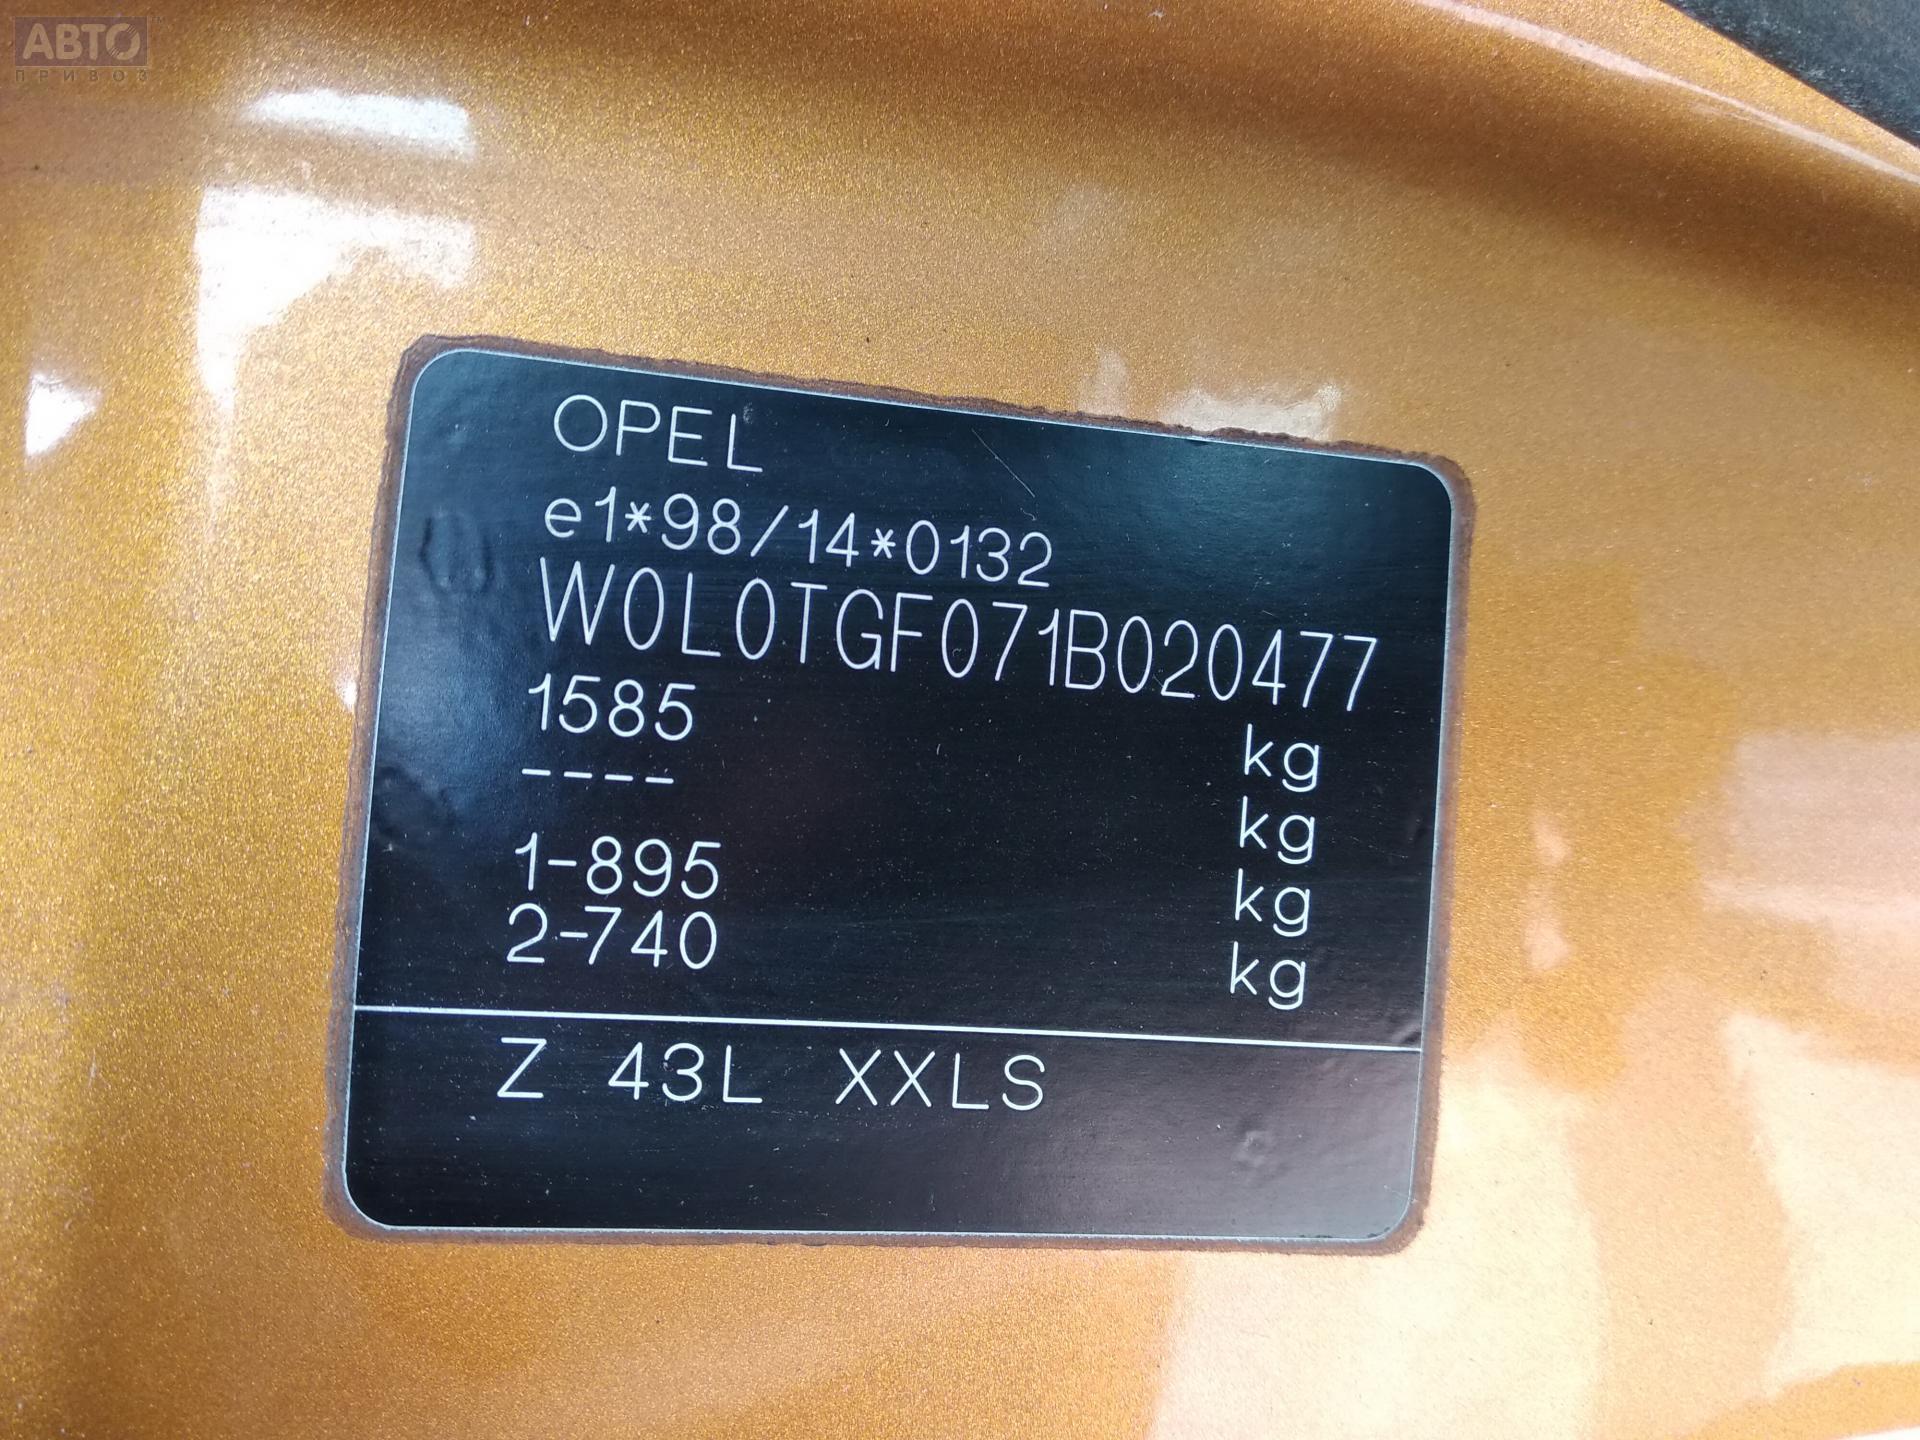 АВТО
ПРИВОЗ
OPEL
e1*98/14*0132
W0L0TGF071B020477
1585 kg
---- kg
1-895 kg
2-740 kg
Z 43L XXLS